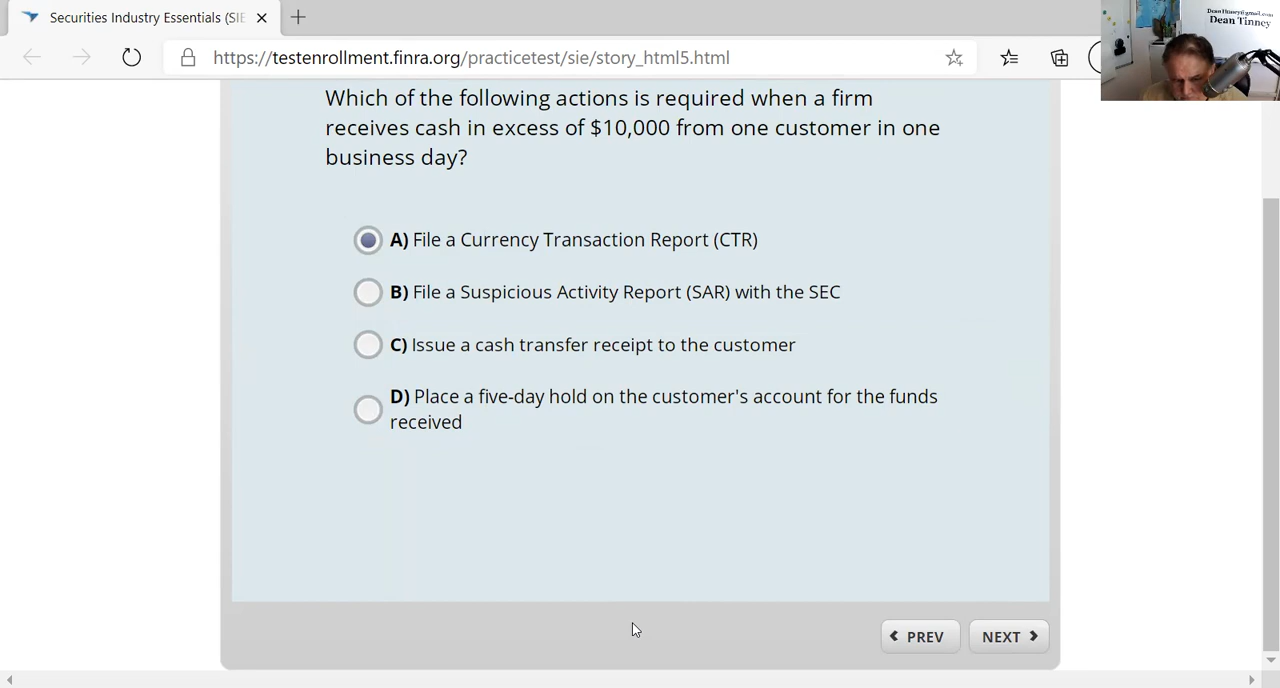 Securities Industry Essentials (SIE
https://testenrollment.finra.org/practicetest/sie/story_html5.html
DeanTinney@gmail.com
Dean Tinney
Which of the following actions is required when a firm
receives cash in excess of $10,000 from one customer in one
business day?
A) File a Currency Transaction Report (CTR)
B) File a Suspicious Activity Report (SAR) with the SEC
C) Issue a cash transfer receipt to the customer
D) Place a five-day hold on the customer's account for the funds
received
PREV
NEXT